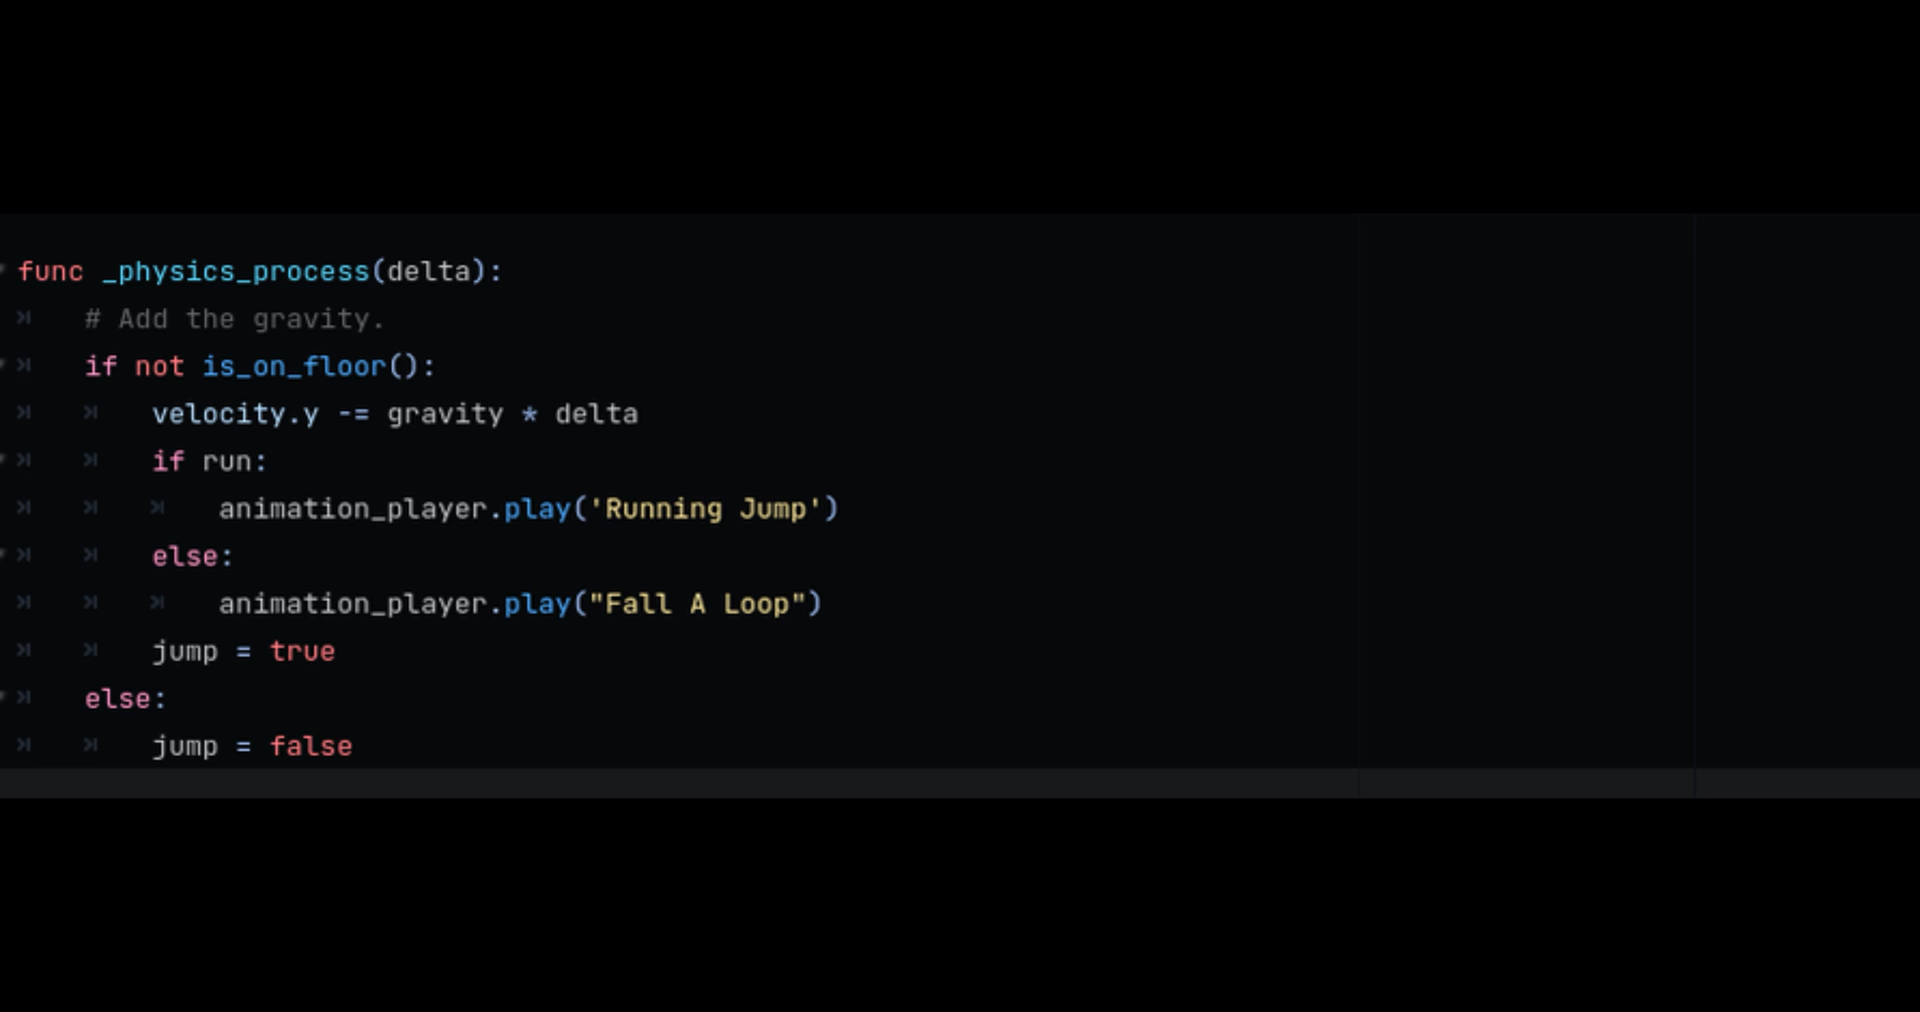 func _physics_process(delta):
    # Add the gravity.
    if not is_on_floor():
        velocity.y -= gravity * delta
        if run:
            animation_player.play('Running Jump')
        else:
            animation_player.play("Fall A Loop")
        jump = true
    else:
        jump = false